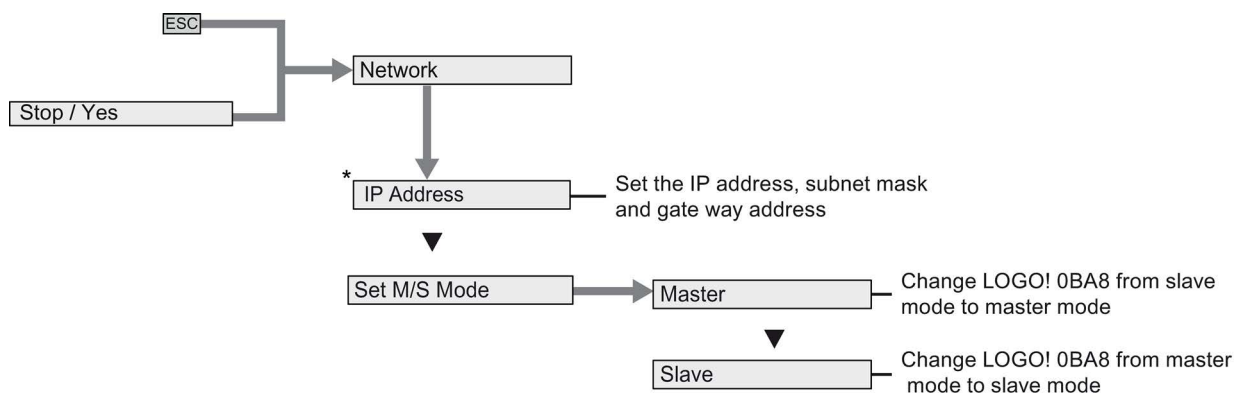 ESC
Network
Stop / Yes
*
IP Address
Set the IP address, subnet mask
and gate way address
Set M/S Mode
Master
Change LOGO! 0BA8 from slave
mode to master mode
Slave
Change LOGO! 0BA8 from master
mode to slave mode